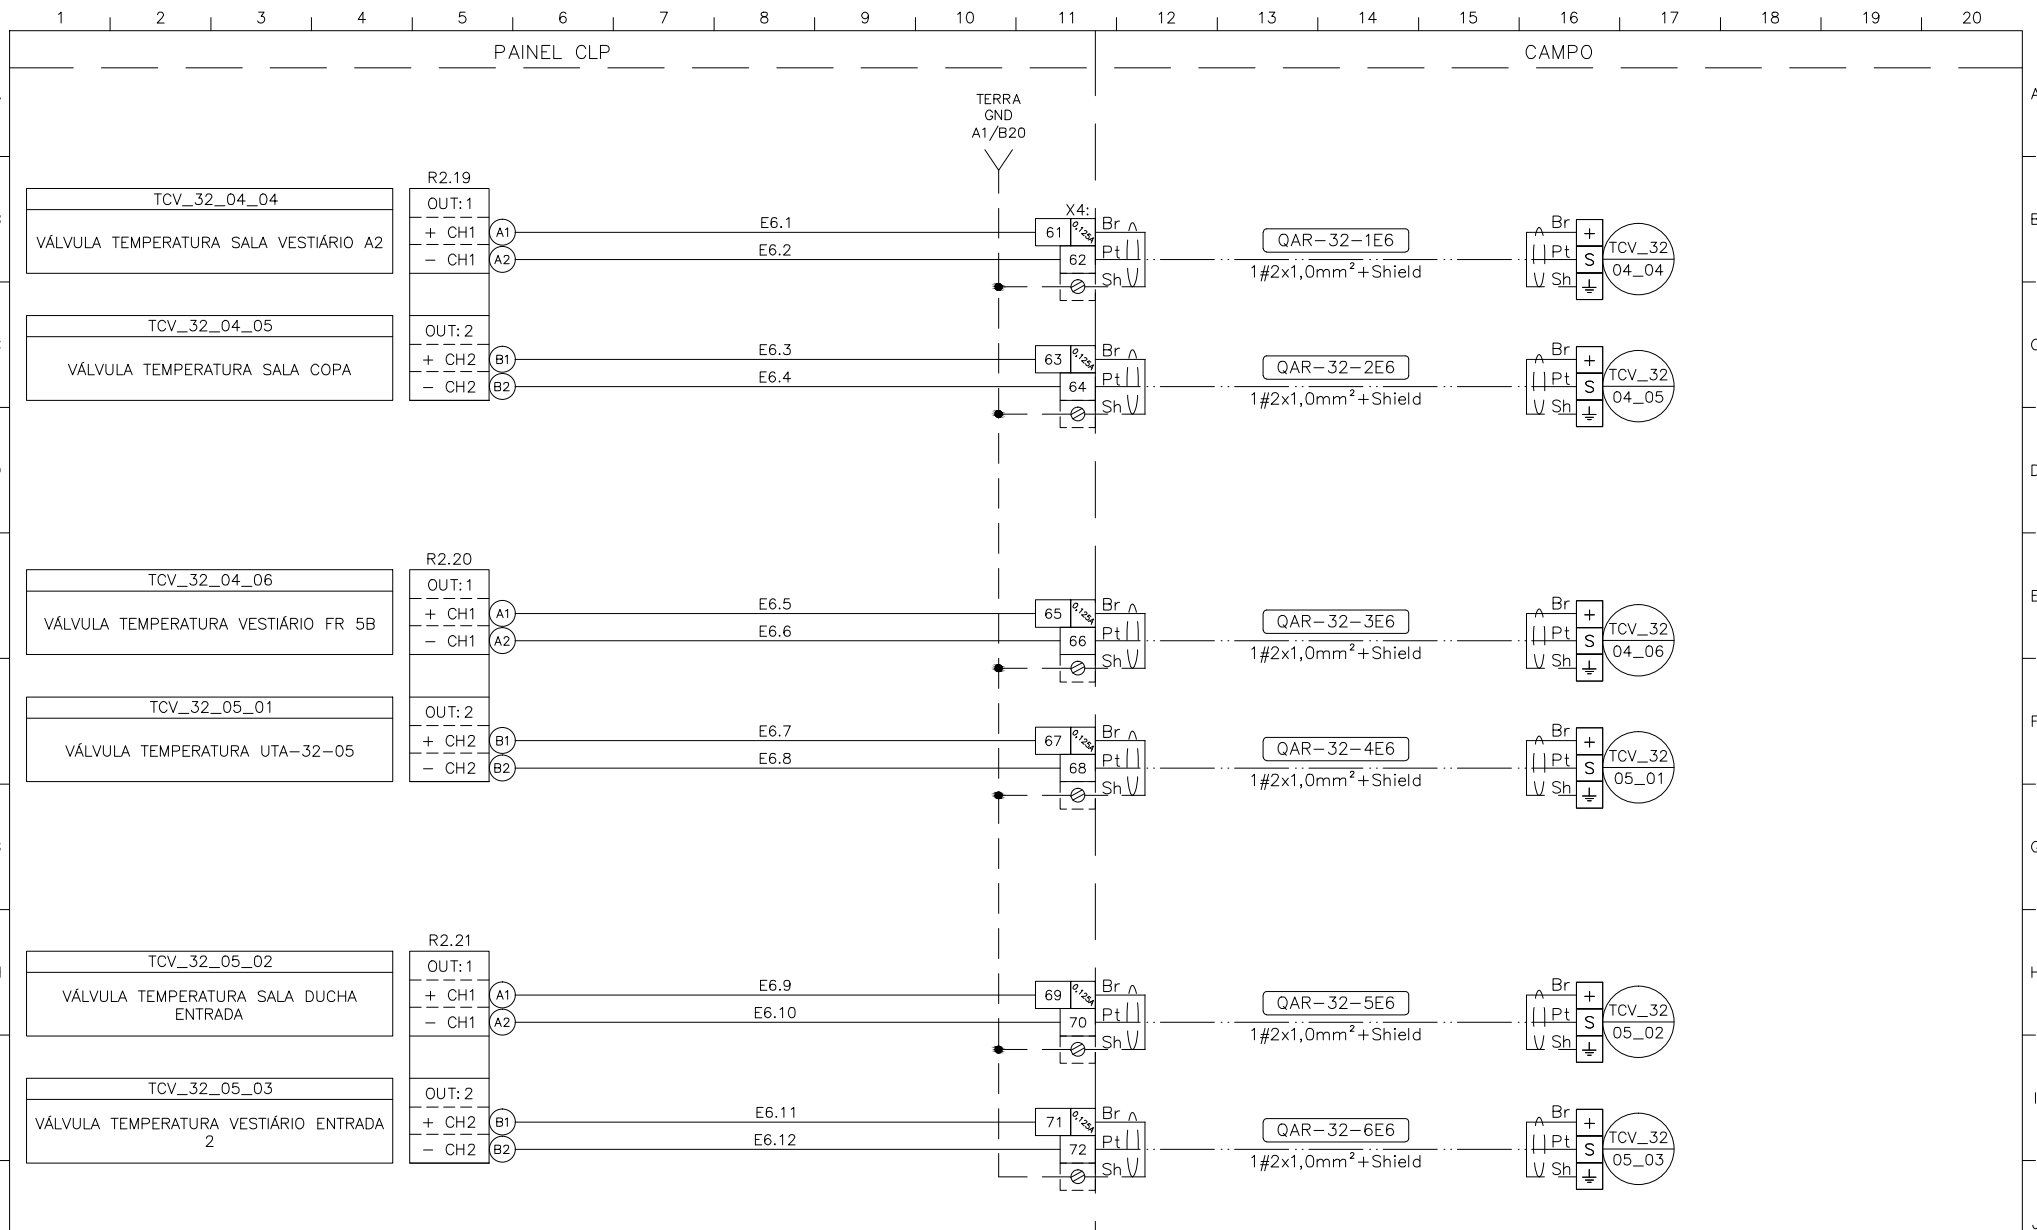 1 2 3 4 5 6 7 8 9 10 11 12 13 14 15 16 17 18 19 20
PAINEL CLP CAMPO
A
TERRA
GND
A1/B20
R2.19
TCV_32_04_04
VÁLVULA TEMPERATURA SALA VESTIÁRIO A2
OUT:1
+ CH1 A1 E6.1
- CH1 A2 E6.2
X4:
61 0,125A Br
62 Pt
Sh
QAR-32-1E6
1#2x1,0mm²+Shield
Br +
Pt S
Sh
TCV_32
04_04
B
TCV_32_04_05
VÁLVULA TEMPERATURA SALA COPA
OUT:2
+ CH2 B1 E6.3
- CH2 B2 E6.4
63 0,125A Br
64 Pt
Sh
QAR-32-2E6
1#2x1,0mm²+Shield
Br +
Pt S
Sh
TCV_32
04_05
C
D
R2.20
TCV_32_04_06
VÁLVULA TEMPERATURA VESTIÁRIO FR 5B
OUT:1
+ CH1 A1 E6.5
- CH1 A2 E6.6
65 0,125A Br
66 Pt
Sh
QAR-32-3E6
1#2x1,0mm²+Shield
Br +
Pt S
Sh
TCV_32
04_06
E
TCV_32_05_01
VÁLVULA TEMPERATURA UTA-32-05
OUT:2
+ CH2 B1 E6.7
- CH2 B2 E6.8
67 0,125A Br
68 Pt
Sh
QAR-32-4E6
1#2x1,0mm²+Shield
Br +
Pt S
Sh
TCV_32
05_01
F
G
R2.21
TCV_32_05_02
VÁLVULA TEMPERATURA SALA DUCHA
ENTRADA
OUT:1
+ CH1 A1 E6.9
- CH1 A2 E6.10
69 0,125A Br
70 Pt
Sh
QAR-32-5E6
1#2x1,0mm²+Shield
Br +
Pt S
Sh
TCV_32
05_02
H
TCV_32_05_03
VÁLVULA TEMPERATURA VESTIÁRIO ENTRADA
2
OUT:2
+ CH2 B1 E6.11
- CH2 B2 E6.12
71 0,125A Br
72 Pt
Sh
QAR-32-6E6
1#2x1,0mm²+Shield
Br +
Pt S
Sh
TCV_32
05_03
I